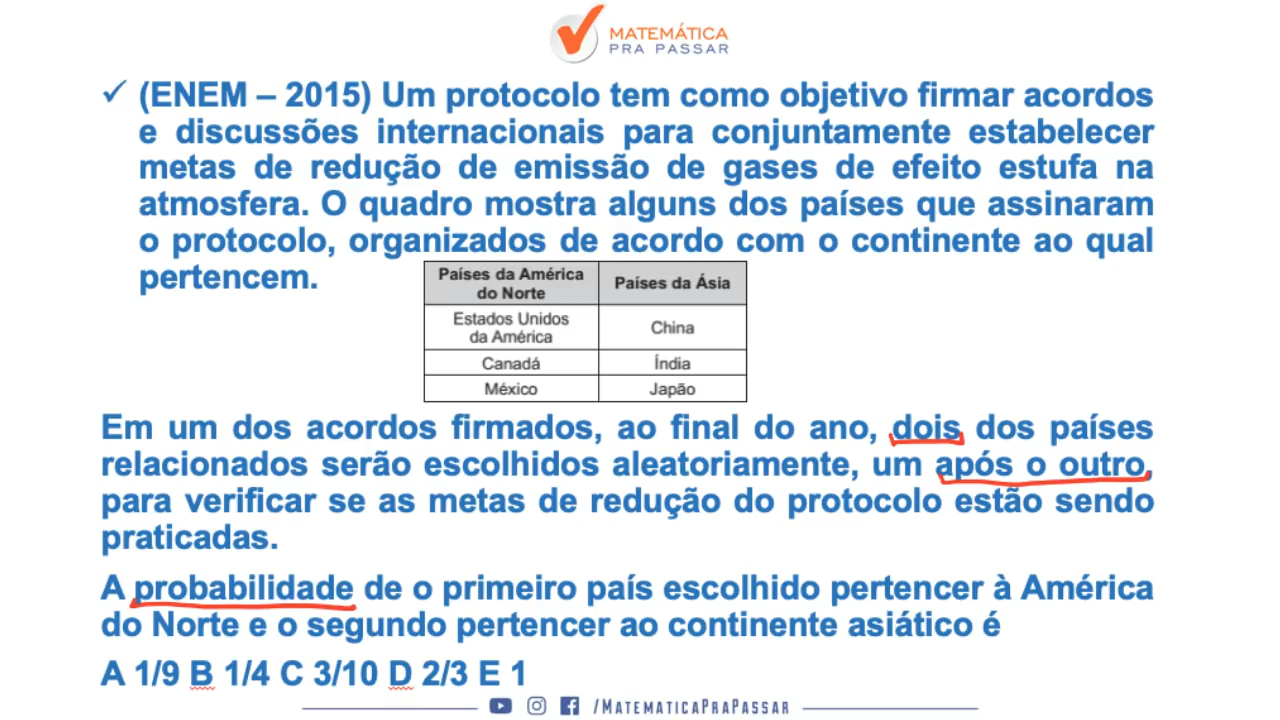 MATEMÁTICA
PRA PASSAR
✓ (ENEM – 2015) Um protocolo tem como objetivo firmar acordos
e discussões internacionais para conjuntamente estabelecer
metas de redução de emissão de gases de efeito estufa na
atmosfera. O quadro mostra alguns dos países que assinaram
o protocolo, organizados de acordo com o continente ao qual
pertencem.
Países da América
do Norte
Países da Ásia
Estados Unidos
da América
China
Canadá
Índia
México
Japão
Em um dos acordos firmados, ao final do ano, dois dos países
relacionados serão escolhidos aleatoriamente, um após o outro,
para verificar se as metas de redução do protocolo estão sendo
praticadas.
A probabilidade de o primeiro país escolhido pertencer à América
do Norte e o segundo pertencer ao continente asiático é
A 1/9 B 1/4 C 3/10 D 2/3 E 1
/MATEMATICAPRAPASSAR